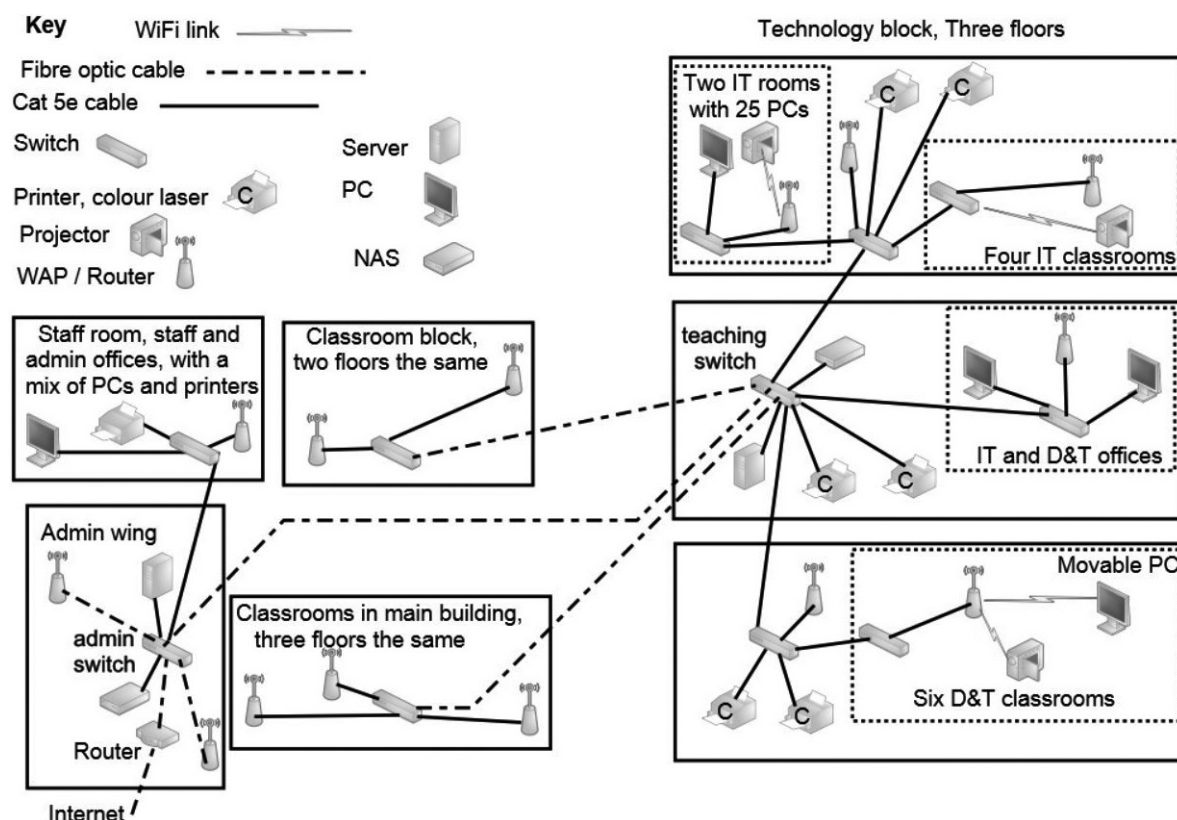 Key
WiFi link
Fibre optic cable
Cat 5e cable
Switch
Server
Printer, colour laser
C
PC
Projector
WAP / Router
NAS
Technology block, Three floors
Two IT rooms
with 25 PCs
C
C
Four IT classrooms
Staff room, staff and
admin offices, with a
mix of PCs and printers
Classroom block,
two floors the same
teaching
switch
C
C
IT and D&T offices
Admin wing
admin
switch
Router
Internet
Classrooms in main building,
three floors the same
Movable PC
C
C
Six D&T classrooms